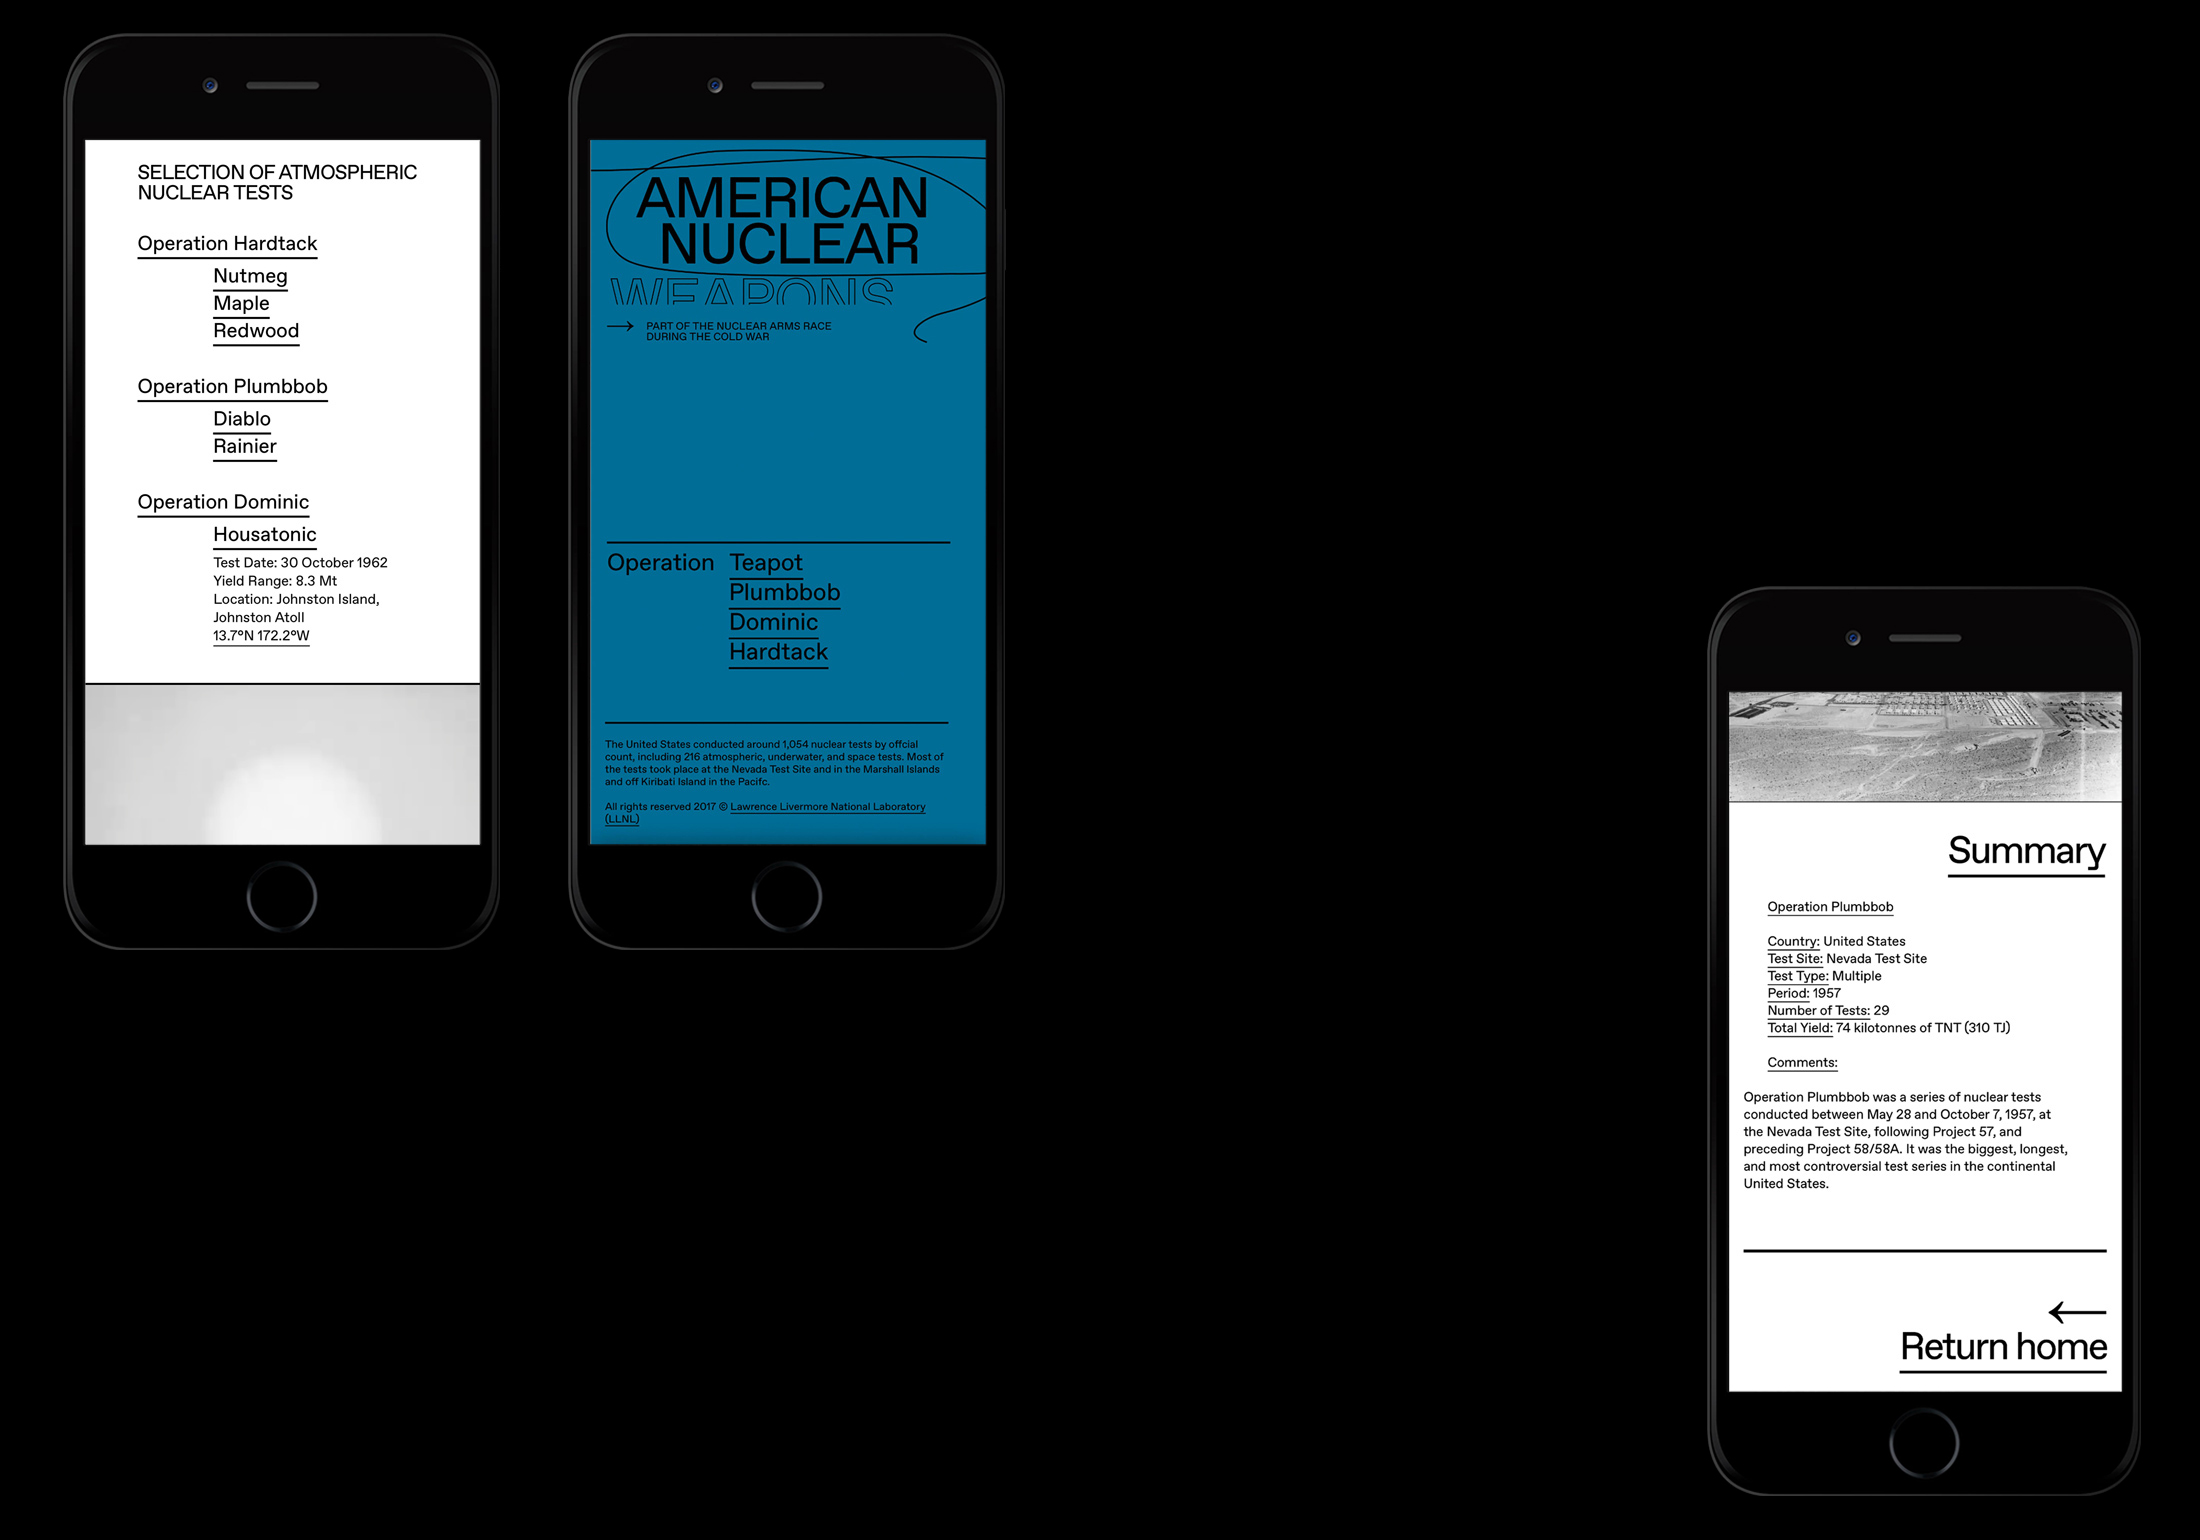 SELECTION OF ATMOSPHERIC
NUCLEAR TESTS
Operation Hardtack
Nutmeg
Maple
Redwood
Operation Plumbbob
Diablo
Rainier
Operation Dominic
Housatonic
Test Date: 30 October 1962
Yield Range: 8.3 Mt
Location: Johnston Island,
Johnston Atoll
13.7°N 172.2°W
AMERICAN
NUCLEAR
WEAPONS
→ PART OF THE NUCLEAR ARMS RACE
DURING THE COLD WAR
Operation Teapot
Plumbbob
Dominic
Hardtack
The United States conducted around 1,054 nuclear tests by offcial
count, including 216 atmospheric, underwater, and space tests. Most of
the tests took place at the Nevada Test Site and in the Marshall Islands
and off Kiribati Island in the Pacifc.
All rights reserved 2017 © Lawrence Livermore National Laboratory
(LLNL)
Summary
Operation Plumbbob
Country: United States
Test Site: Nevada Test Site
Test Type: Multiple
Period: 1957
Number of Tests: 29
Total Yield: 74 kilotonnes of TNT (310 TJ)
Comments:
Operation Plumbbob was a series of nuclear tests
conducted between May 28 and October 7, 1957, at
the Nevada Test Site, following Project 57, and
preceding Project 58/58A. It was the biggest, longest,
and most controversial test series in the continental
United States.
←
Return home